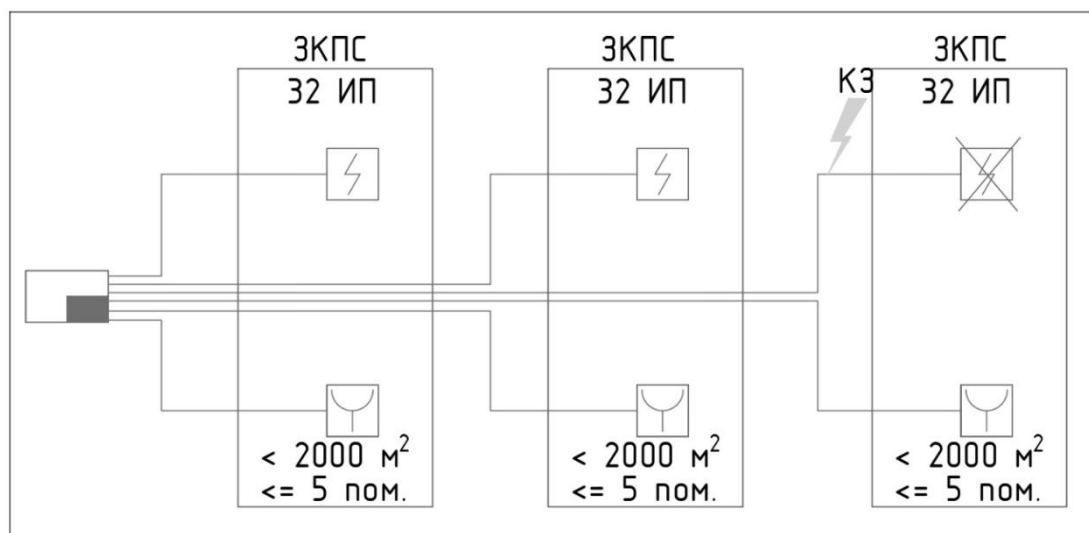 ЗКПС
32 ИП
< 2000 м²
<= 5 пом.
ЗКПС
32 ИП
< 2000 м²
<= 5 пом.
КЗ
ЗКПС
32 ИП
< 2000 м²
<= 5 пом.